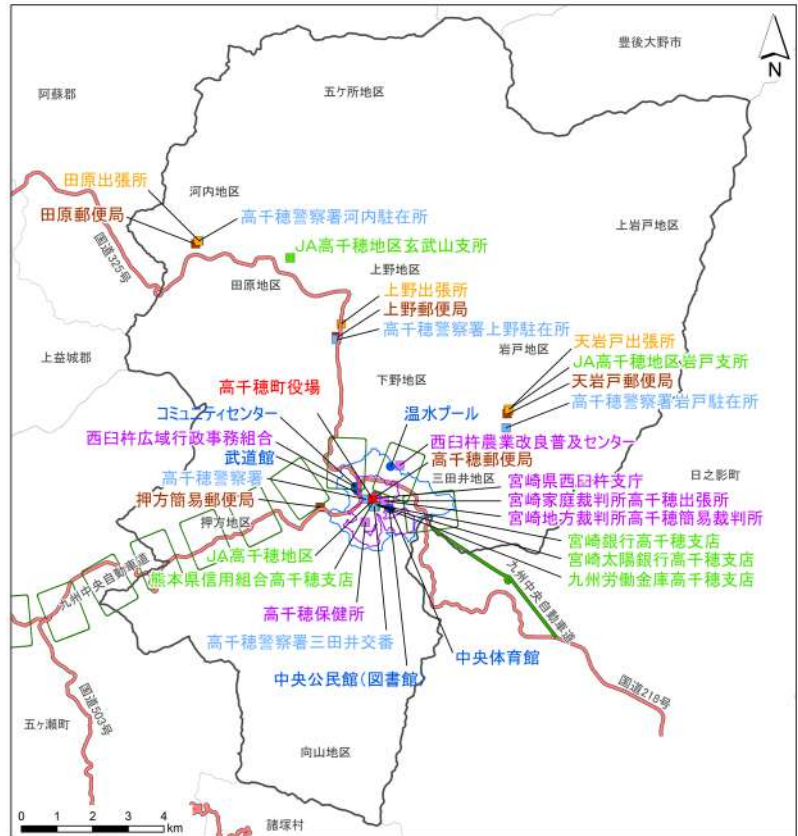 豊後大野市
N
阿蘇郡
五ケ所地区
田原出張所
河内地区
高千穂警察署河内駐在所
田原郵便局
上岩戸地区
国道325号
JA高千穂地区玄武山支所
上野地区
田原地区
上野出張所
上野郵便局
高千穂警察署上野駐在所
天岩戸出張所
岩戸地区
JA高千穂地区岩戸支所
上益城郡
下野地区
天岩戸郵便局
高千穂町役場
高千穂警察署岩戸駐在所
コミュニティセンター
温水プール
西臼杵広域行政事務組合
西臼杵農業改良普及センター
武道館
高千穂郵便局
日之影町
高千穂警察署
三田井地区
宮崎県西臼杵支庁
宮崎家庭裁判所高千穂出張所
押方簡易郵便局
宮崎地方裁判所高千穂簡易裁判所
押方地区
宮崎銀行高千穂支店
JA高千穂地区
宮崎太陽銀行高千穂支店
熊本県信用組合高千穂支店
九州労働金庫高千穂支店
九州中央自動車道
九州中央自動車道
高千穂保健所
高千穂警察署三田井交番
中央体育館
中央公民館(図書館)
国道218号
国道503号
五ヶ瀬町
向山地区
0 1 2 3 4
km
諸塚村